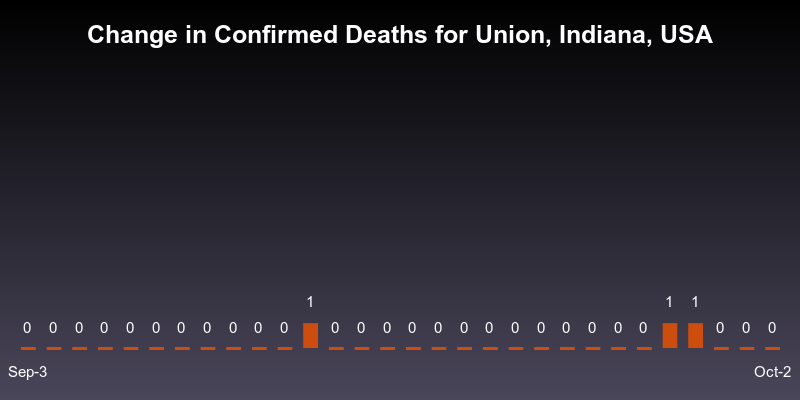 Change in Confirmed Deaths for Union, Indiana, USA
1 1 1
0 0 0 0 0 0 0 0 0 0 0 0 0 0 0 0 0 0 0 0 0 0 0 0 0 0 0
Sep-3 Oct-2